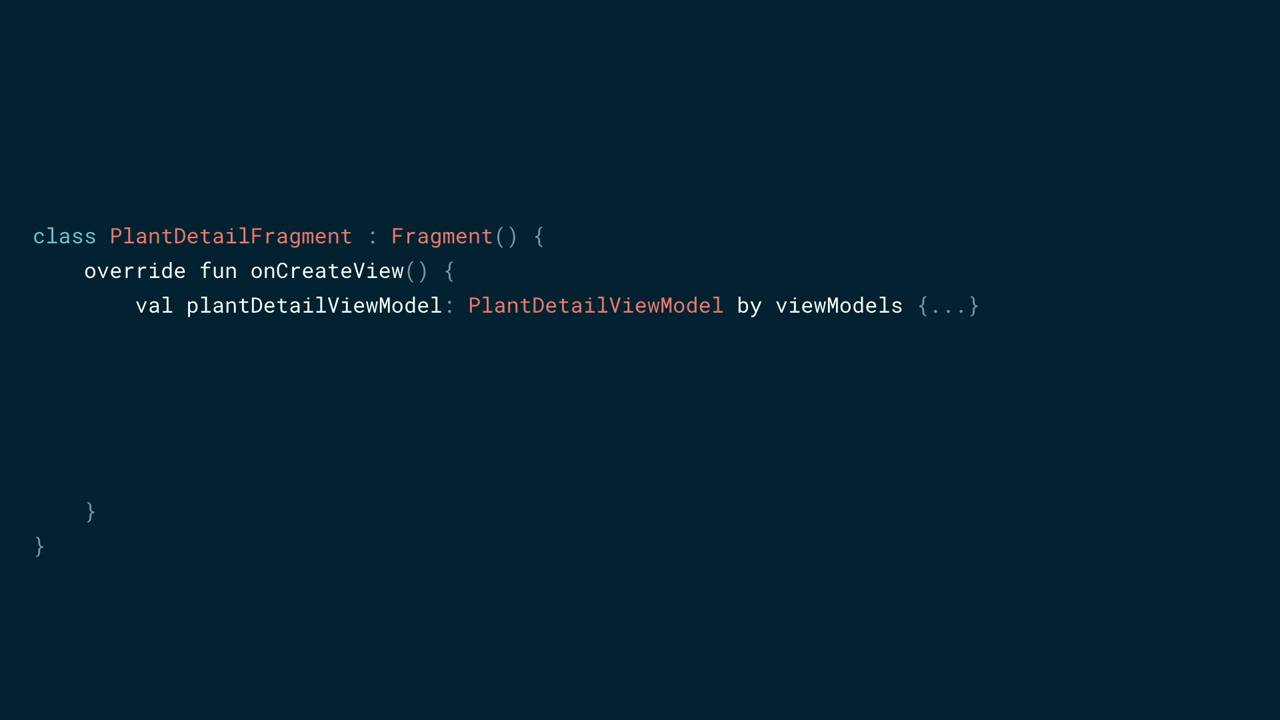 class PlantDetailFragment : Fragment() {
override fun onCreateView() {
val plantDetailViewModel: PlantDetailViewModel by viewModels {...}
}
}